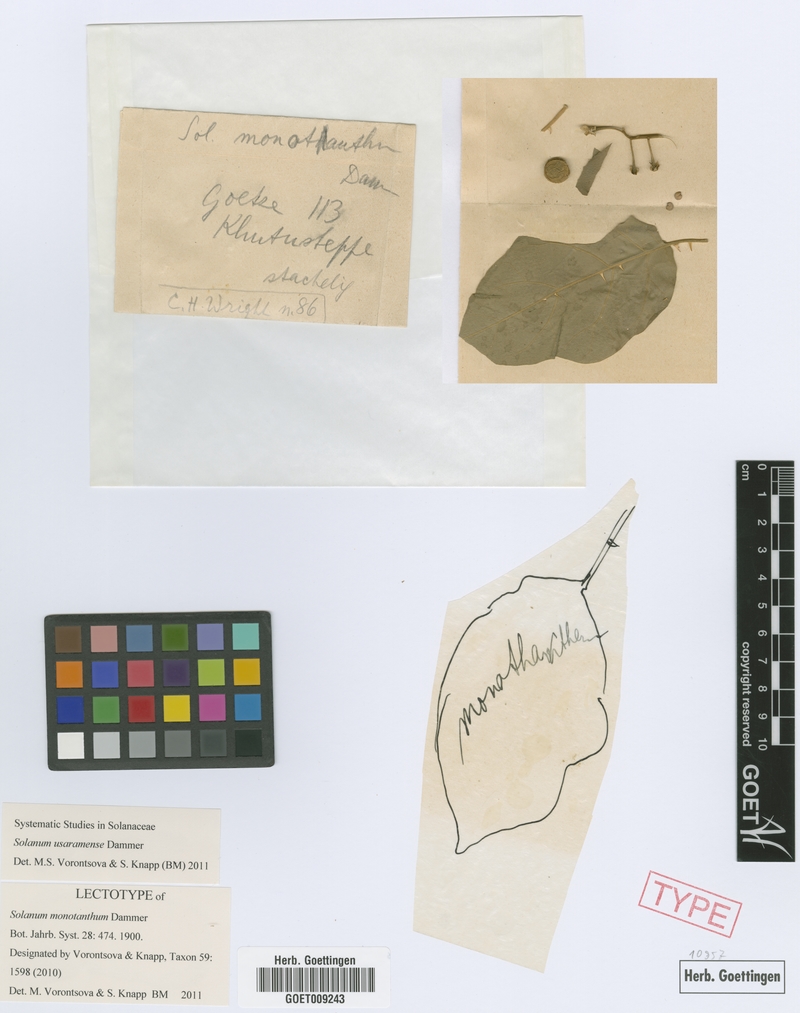 Sol. monotanthum
Dam
Goetze 113
Khutusteppe
stachelig
C.H. Wright n. 86
monothanthum
0
cm
1
2
3
4
5
6
7
8
9
10
copyright reserved
GOET
Systematic Studies in Solanaceae
Solanum usaramense Dammer
Det. M.S. Vorontsova & S. Knapp (BM) 2011
LECTOTYPE of
Solanum monotanthum Dammer
Bot. Jahrb. Syst. 28: 474. 1900.
Designated by Vorontsova & Knapp, Taxon 59:
1598 (2010)
Det. M. Vorontsova & S. Knapp BM 2011
Herb. Goettingen
GOET009243
TYPE
10957
Herb. Goettingen